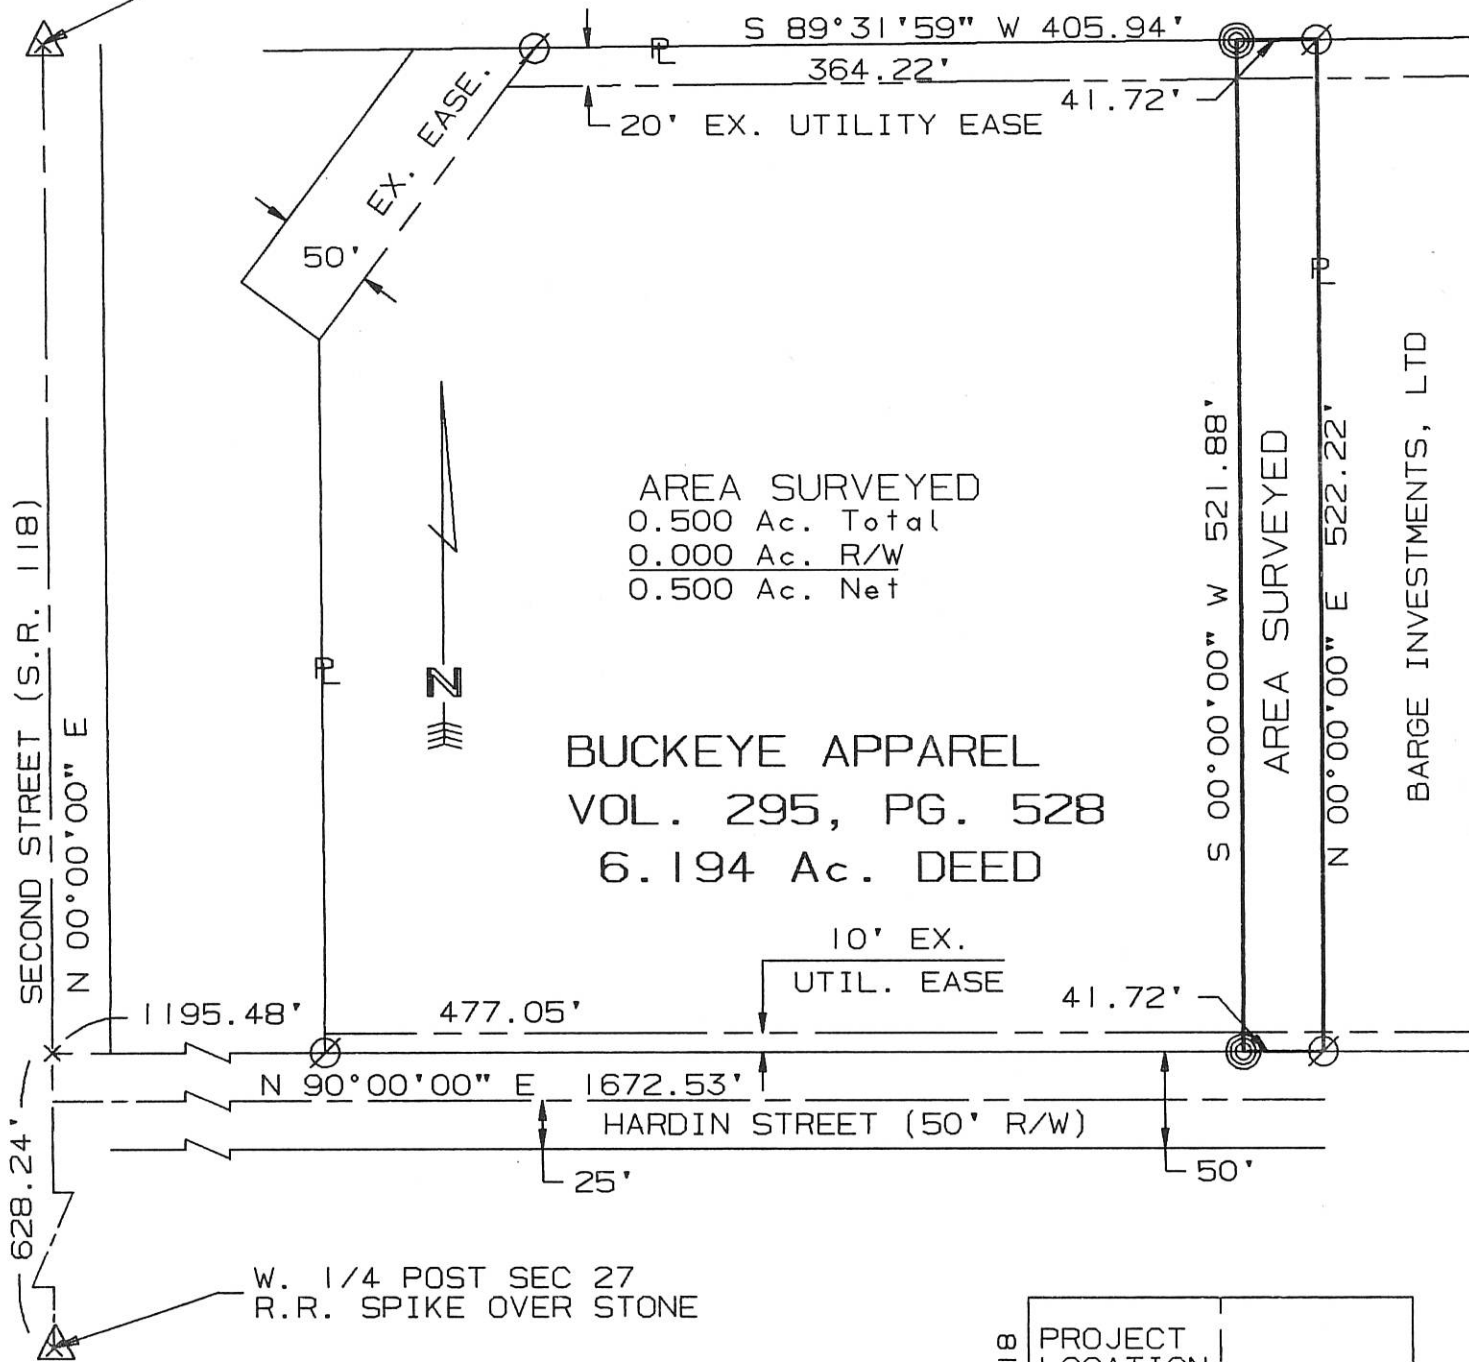 S 89°31'59" W 405.94'
PL
364.22'
41.72'
20' EX. UTILITY EASE
50' EX. EASE.
PL
AREA SURVEYED
0.500 Ac. Total
0.000 Ac. R/W
0.500 Ac. Net
S 00°00'00" W 521.88'
AREA SURVEYED
N 00°00'00" E 522.22'
BARGE INVESTMENTS, LTD
SECOND STREET (S.R. 118)
N 00°00'00" E
PL
N
BUCKEYE APPAREL
VOL. 295, PG. 528
6.194 Ac. DEED
10' EX.
UTIL. EASE
41.72'
1195.48'
477.05'
N 90°00'00" E 1672.53'
HARDIN STREET (50' R/W)
25'
50'
628.24'
W. 1/4 POST SEC 27
R.R. SPIKE OVER STONE
PROJECT
LOCATION